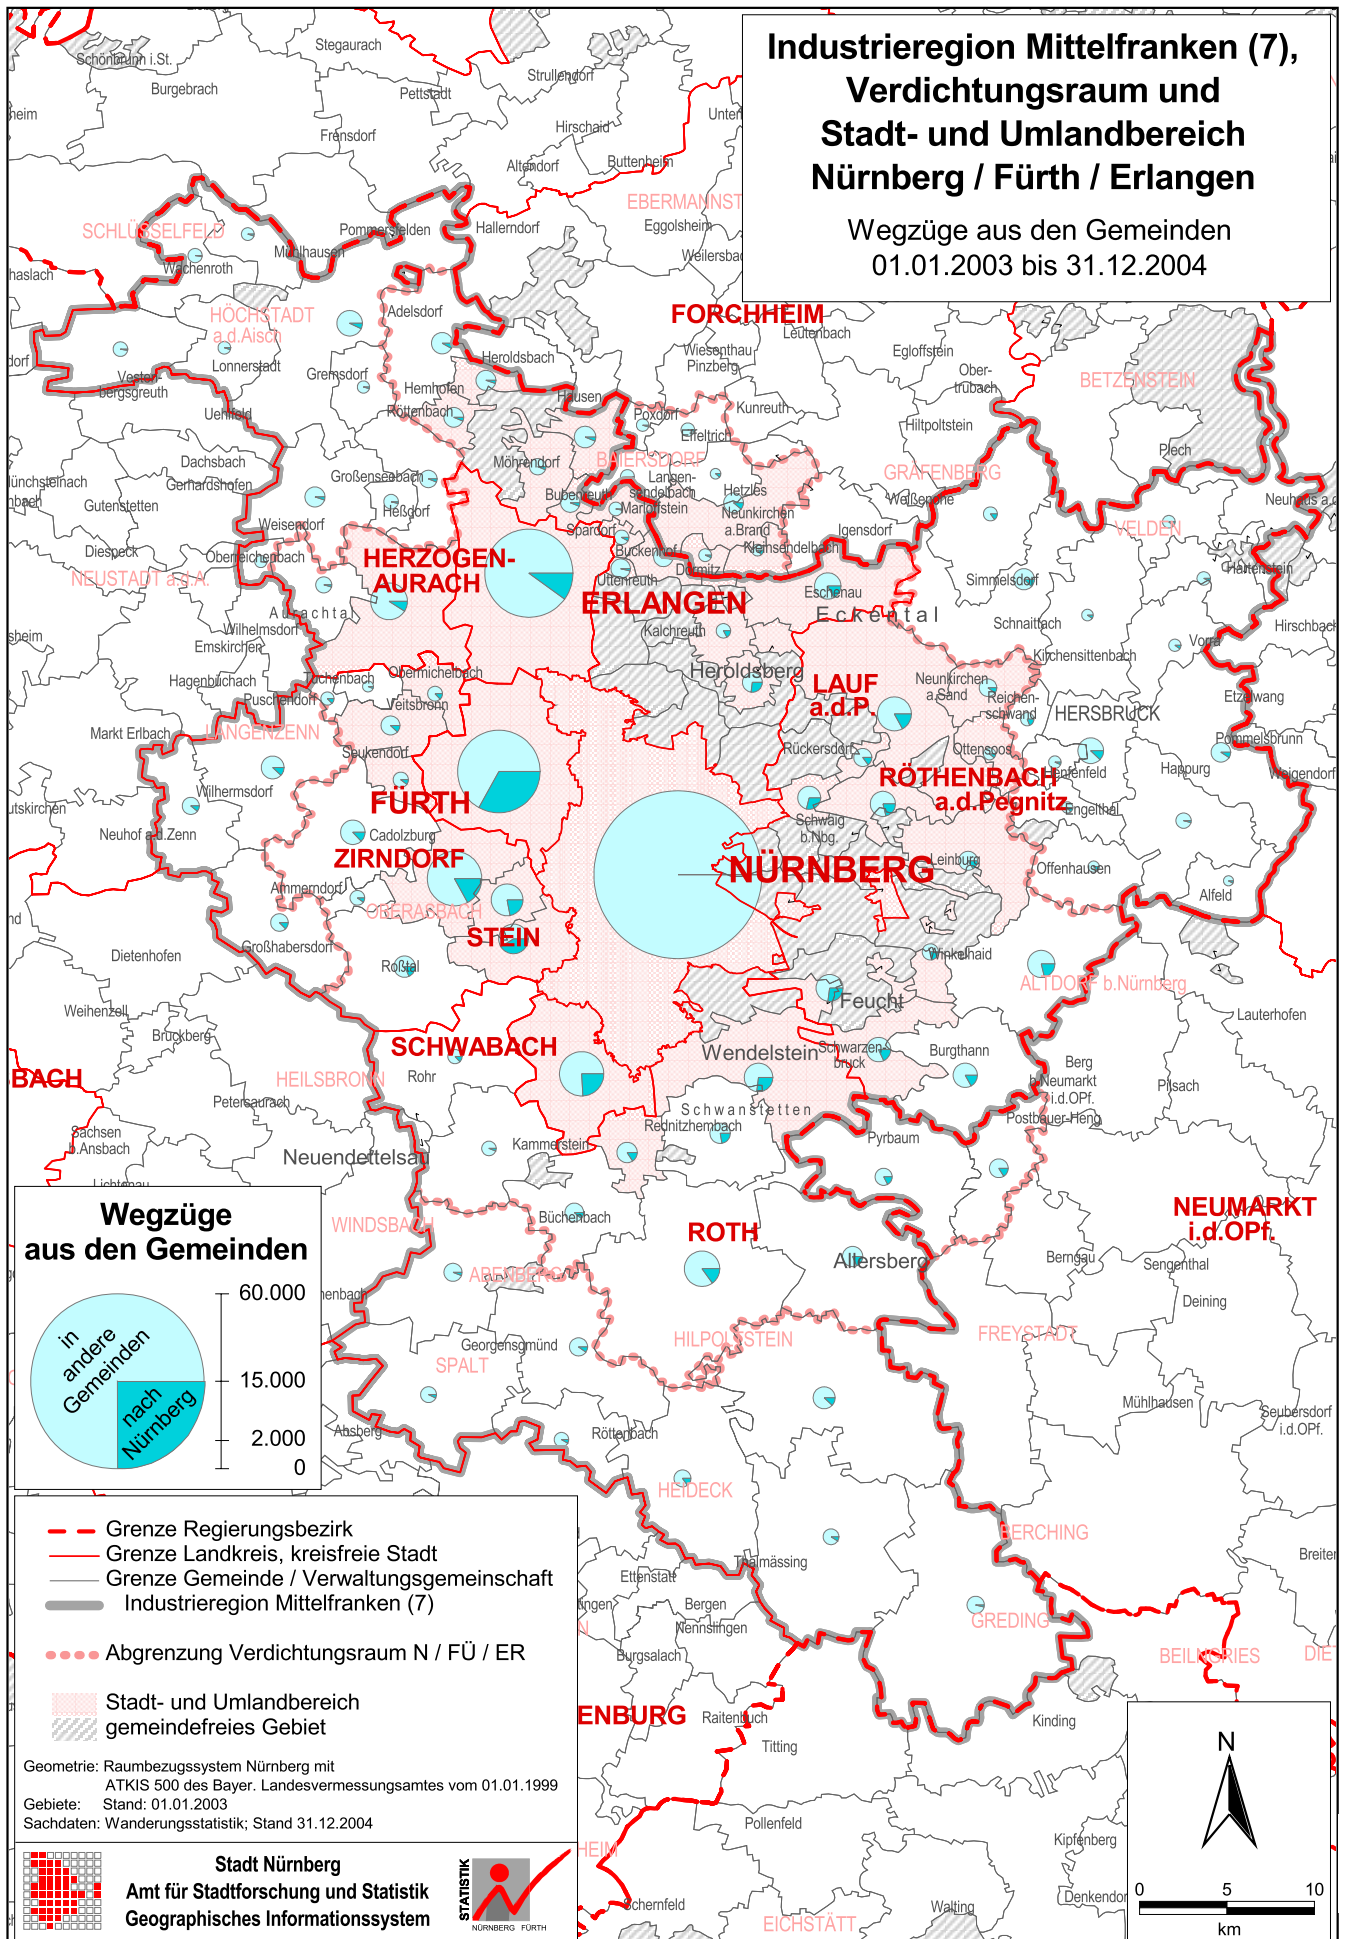 Industrieregion Mittelfranken (7),
Verdichtungsraum und
Stadt- und Umlandbereich
Nürnberg / Fürth / Erlangen
Wegzüge aus den Gemeinden
01.01.2003 bis 31.12.2004
Schönbrunn i.St.
Stegaurach
Burgebrach
Pettstadt
Strullendorf
Frensdorf
Hirschaid
Altendorf
Buttenheim
EBERMANNST
Eggolsheim
Weilersbac
SCHLÜSSELFELD
Pommersfelden
Hallerndorf
Mühlhausen
Wachenroth
haslach
HÖCHSTADT
a.d.Aisch
Adelsdorf
FORCHHEIM
Leutenbach
Wiesenthau
Pinzberg
Egloffstein
Ober-
trubach
BETZENSTEIN
Heroldsbach
Lonnerstadt
Vesten-
bergsgreuth
Gremsdorf
Hemhofen
Hausen
Röttenbach
Poxdorf
Kunreuth
Effeltrich
Hiltpoltstein
Uehlfeld
Plech
Dachsbach
Gerhardshofen
Münchsteinach
Gutenstetten
Großenseebach
Möhrendorf
BAIERSDORF
Langen-
sendelbach
Hetzles
GRÄFENBERG
Weißenohe
Neuhaus a.d
Heßdorf
Bubenreuth
Marloffstein
Neunkirchen
a.Brand
Weisendorf
Spardorf
Igensdorf
VELDEN
Diespeck
NEUSTADT a.d.A.
Oberreichenbach
HERZOGEN-
AURACH
Buckenhof
Kleinsendelbach
Uttenreuth
Dormitz
Simmelsdorf
Hartenstein
Eschenau
ERLANGEN
Aurachtal
Eckental
Schnaittach
Hirschbach
Wilhelmsdorf
Emskirchen
Kalchreuth
Vorra
Kirchensittenbach
Hagenbüchach
Obermichelbach
Heroldsberg
LAUF
a.d.P.
Neunkirchen
a.Sand
Reichen-
schwand
Etzelwang
Puschendorf
Veitsbronn
HERSBRUCK
Markt Erlbach
LANGENZENN
Pommelsbrunn
Seukendorf
Rückersdorf
Ottensoos
Happurg
Weigendorf
Henfenfeld
RÖTHENBACH
a.d.Pegnitz
Wilhermsdorf
FÜRTH
Engelthal
Neuhof a.d.Zenn
Cadolzburg
Schwaig
b.Nbg.
ZIRNDORF
NÜRNBERG
Leinburg
Offenhausen
Ammerndorf
Alfeld
OBERASBACH
Großhabersdorf
STEIN
Dietenhofen
Roßtal
Winkelhaid
ALTDORF b.Nürnberg
Feucht
Weihenzell
Lauterhofen
Bruckberg
SCHWABACH
Wendelstein
Schwarzen-
bruck
Burgthann
Berg
b.Neumarkt
i.d.OPf.
BACH
HEILSBRONN
Rohr
Pilsach
Petersaurach
Schwanstetten
Rednitzhembach
Postbauer-Heng
Sachsen
b.Ansbach
Kammerstein
Pyrbaum
Neuendettelsau
Lichtenau
Wegzüge
aus den Gemeinden
60.000
15.000
2.000
0
in
andere
Gemeinden
nach
Nürnberg
WINDSBACH
Büchenbach
ROTH
NEUMARKT
i.d.OPf.
Allersberg
Berngau
Sengenthal
ABENBERG
Deining
HILPOLTSTEIN
FREYSTADT
Georgensgmünd
SPALT
Mühlhausen
Seubersdorf
i.d.OPf.
Absberg
Röttenbach
HEIDECK
BERCHING
Thalmässing
Breiten
Ettenstatt
Bergen
Nennslingen
GREDING
Burgsalach
BEILNGRIES
DIE
ENBURG
Raitenbuch
Kinding
Titting
Pollenfeld
Kipfenberg
HEIM
Schernfeld
Walting
Denkendor
EICHSTÄTT
Grenze Regierungsbezirk
Grenze Landkreis, kreisfreie Stadt
Grenze Gemeinde / Verwaltungsgemeinschaft
Industrieregion Mittelfranken (7)
Abgrenzung Verdichtungsraum N / FÜ / ER
Stadt- und Umlandbereich
gemeindefreies Gebiet
Geometrie: Raumbezugssystem Nürnberg mit
ATKIS 500 des Bayer. Landesvermessungsamtes vom 01.01.1999
Gebiete: Stand: 01.01.2003
Sachdaten: Wanderungsstatistik; Stand 31.12.2004
Stadt Nürnberg
Amt für Stadtforschung und Statistik
Geographisches Informationssystem
STATISTIK
NÜRNBERG FÜRTH
N
0 5 10
km